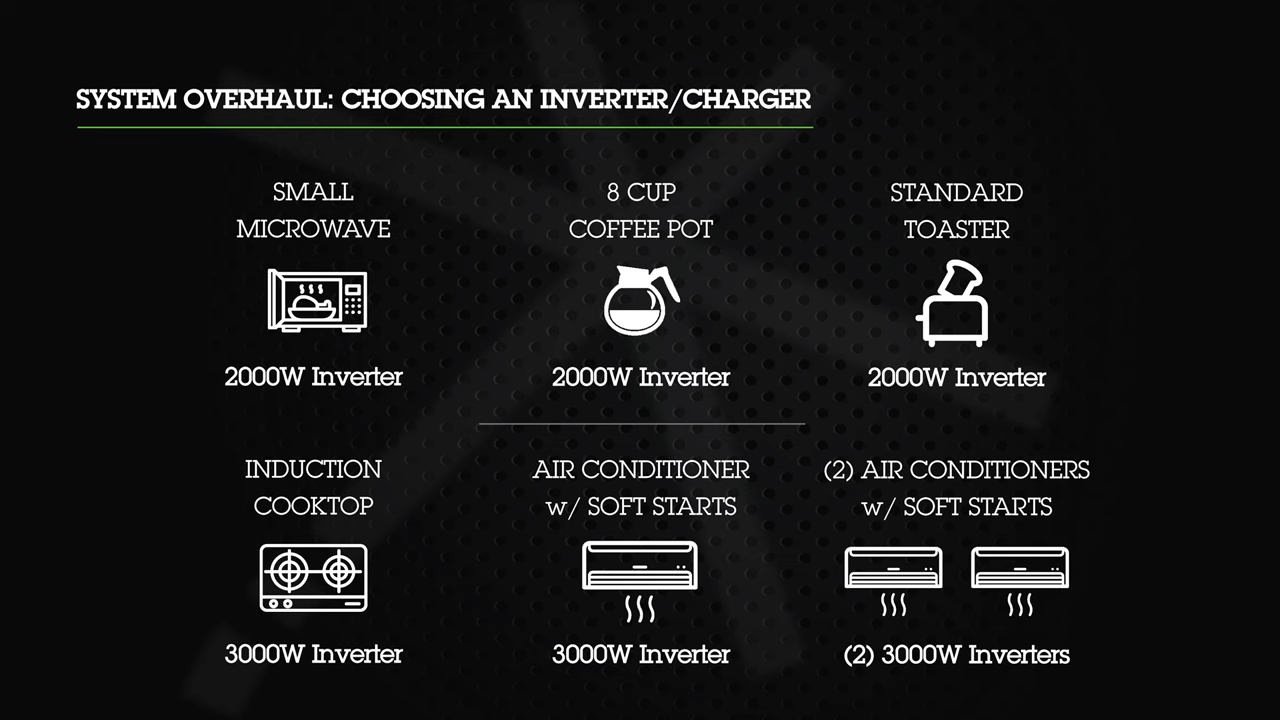 SYSTEM OVERHAUL: CHOOSING AN INVERTER/CHARGER
SMALL
MICROWAVE
2000W Inverter
8 CUP
COFFEE POT
2000W Inverter
STANDARD
TOASTER
2000W Inverter
INDUCTION
COOKTOP
3000W Inverter
AIR CONDITIONER
w/ SOFT STARTS
3000W Inverter
(2) AIR CONDITIONERS
w/ SOFT STARTS
(2) 3000W Inverters